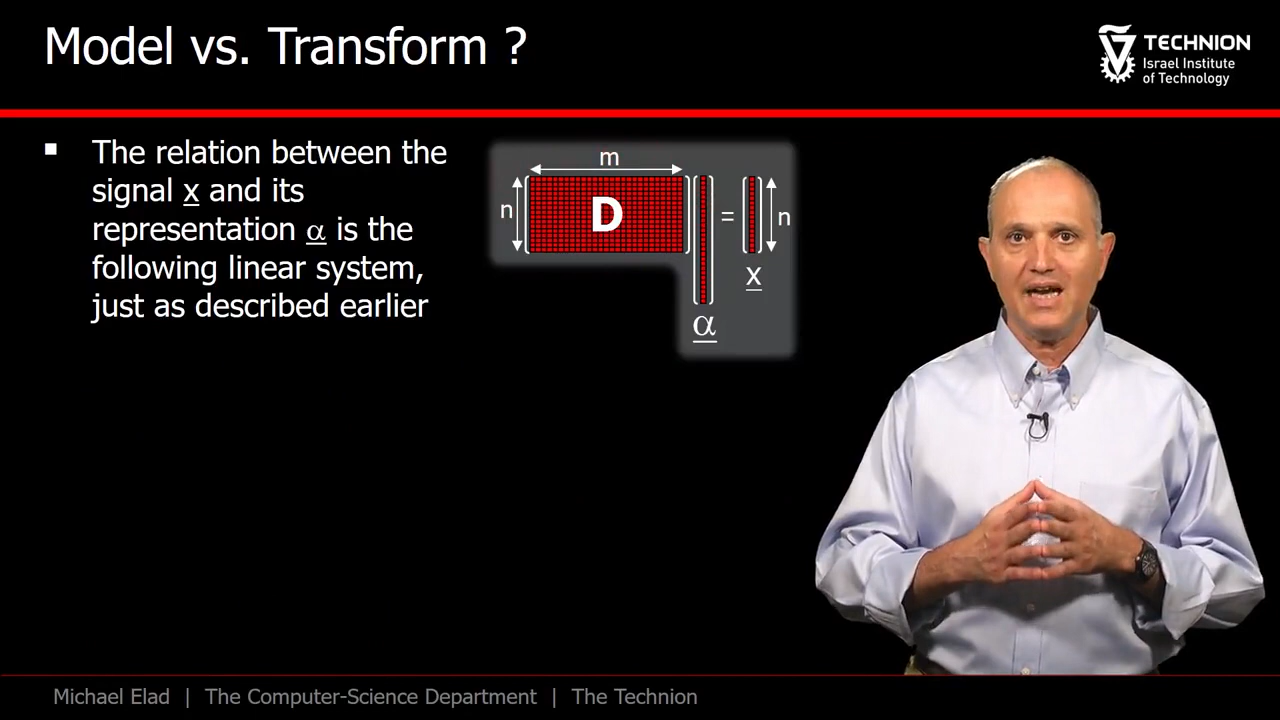 Model vs. Transform ?
TECHNION
Israel Institute
of Technology
▪ The relation between the
signal x and its
representation α is the
following linear system,
just as described earlier
m
n
D
=
n
x
α
Michael Elad | The Computer-Science Department | The Technion